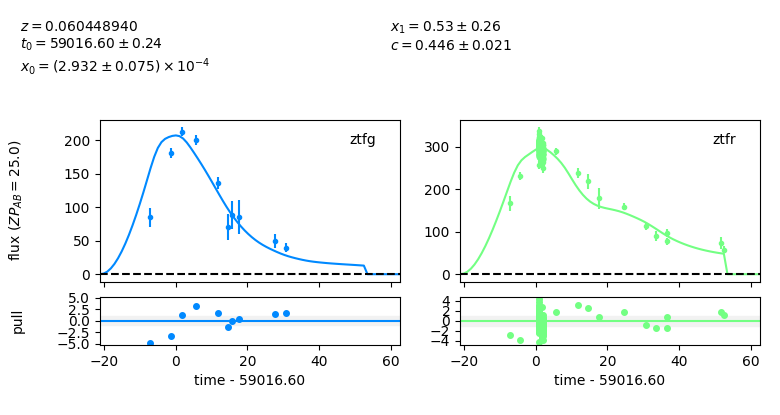 z = 0.060448940
t₀ = 59016.60 ± 0.24
x₀ = (2.932 ± 0.075) × 10⁻⁴
x₁ = 0.53 ± 0.26
c = 0.446 ± 0.021
flux (ZP_AB = 25.0)
200
150
100
50
0
ztfg
300
200
100
0
ztfr
pull
5.0
2.5
0.0
−2.5
−5.0
−20 0 20 40 60
time - 59016.60
4
2
0
−2
−4
−20 0 20 40 60
time - 59016.60